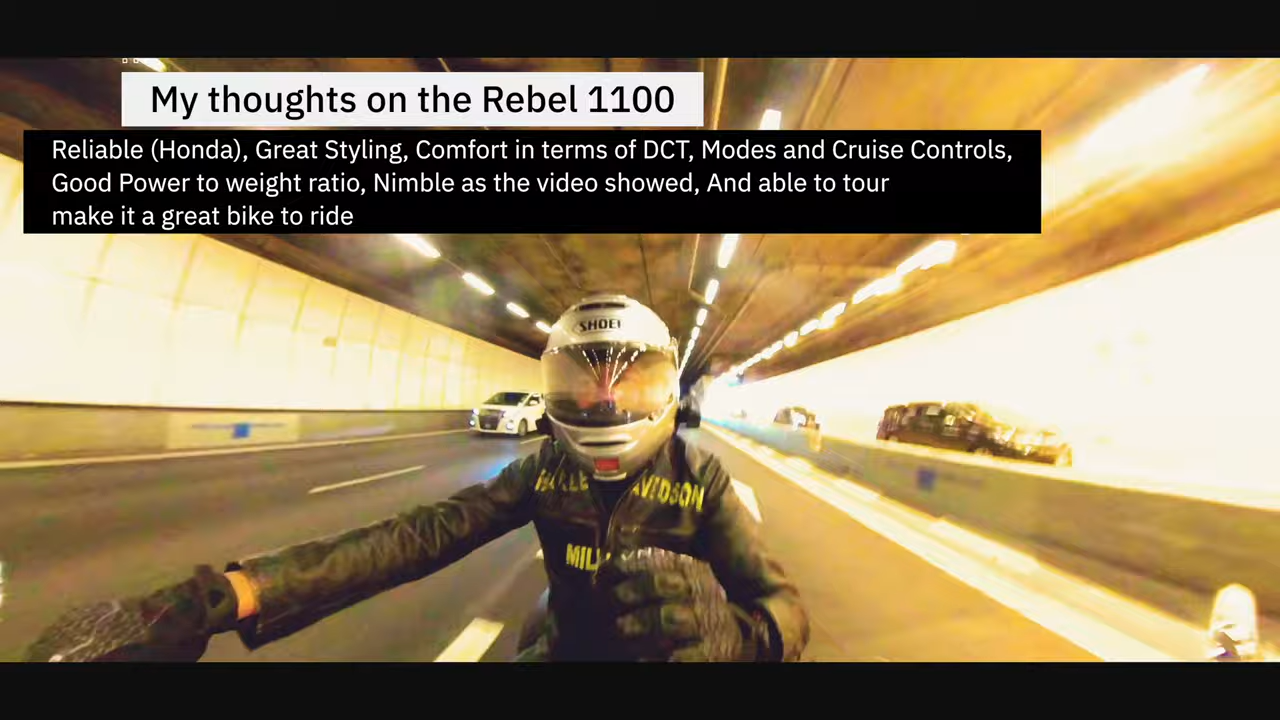 My thoughts on the Rebel 1100
Reliable (Honda), Great Styling, Comfort in terms of DCT, Modes and Cruise Controls,
Good Power to weight ratio, Nimble as the video showed, And able to tour
make it a great bike to ride
SHOEI
DAVIDSON